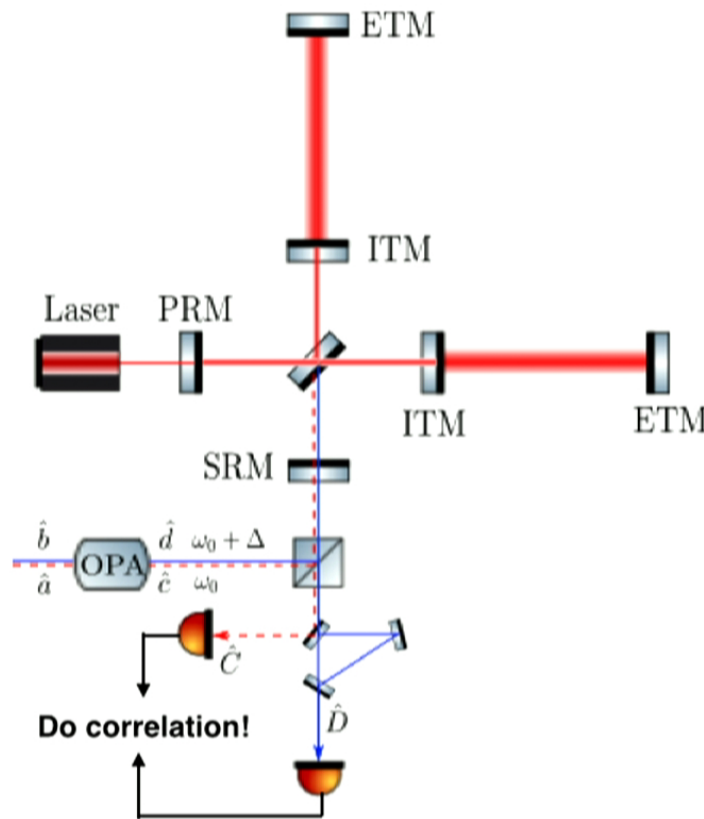 ETM
ITM
Laser PRM
ITM
ETM
SRM
b̂ d̂ ω₀ + Δ
OPA
â ĉ ω₀
Ĉ
Do correlation!
D̂